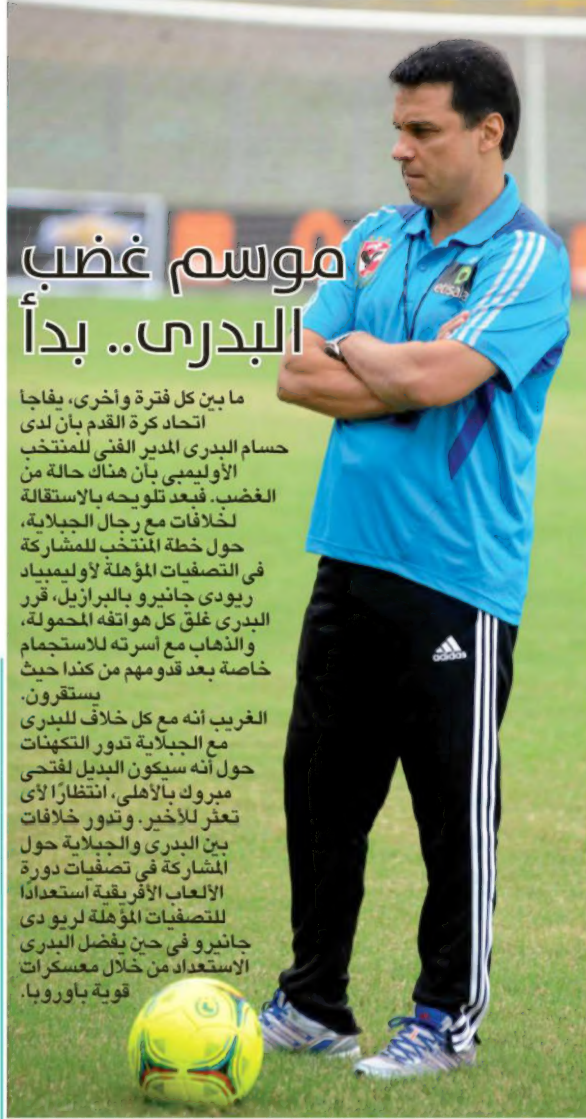 موسم غضب
البدرى.. بدأ
ما بين كل فترة وأخرى، يفاجأ
اتحاد كرة القدم بأن لدى
حسام البدرى المدير الفنى للمنتخب
الأوليمبى بأن هناك حالة من
الغضب. فبعد تلويحه بالاستقالة
لخلافات مع رجال الجبلاية،
حول خطة المنتخب للمشاركة
فى التصفيات المؤهلة لأوليمبياد
ريودى جانيرو بالبرازيل، قرر
البدرى غلق كل هواتفه المحمولة،
والذهاب مع أسرته للاستجمام
خاصة بعد قدومهم من كندا حيث
يستقرون.
الغريب أنه مع كل خلاف للبدرى
مع الجبلاية تدور التكهنات
حول أنه سيكون البديل لفتحى
مبروك بالأهلى، انتظارًا لأى
تعثر للأخير. وتدور خلافات
بين البدرى والجبلاية حول
المشاركة فى تصفيات دورة
الألعاب الأفريقية استعدادًا
للتصفيات المؤهلة لريو دى
جانيرو فى حين يفضل البدرى
الاستعداد من خلال معسكرات
قوية بأوروبا.
etisalat
adidas